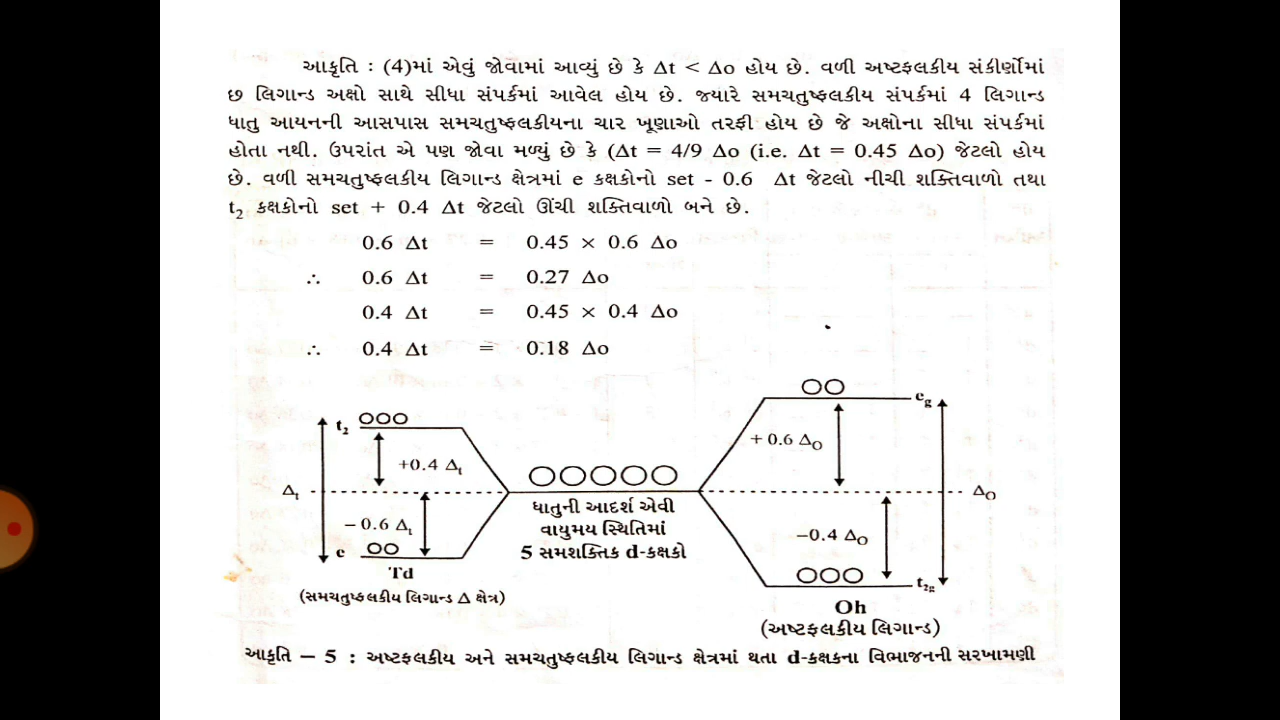 આકૃતિ : (4)માં એવું જોવામાં આવ્યું છે કે Δt < Δo હોય છે. વળી અષ્ટફલકીય સંકીર્ણોમાં
છ લિગાન્ડ અક્ષો સાથે સીધા સંપર્કમાં આવેલ હોય છે. જ્યારે સમચતુષ્ફલકીય સંપર્કમાં 4 લિગાન્ડ
ધાતુ આયનની આસપાસ સમચતુષ્ફલકીયના ચાર ખૂણાઓ તરફી હોય છે જે અક્ષોના સીધા સંપર્કમાં
હોતા નથી. ઉપરાંત એ પણ જોવા મળ્યું છે કે (Δt = 4/9 Δo (i.e. Δt = 0.45 Δo) જેટલો હોય
છે. વળી સમચતુષ્ફલકીય લિગાન્ડ ક્ષેત્રમાં e કક્ષકોનો set - 0.6 Δt જેટલો નીચી શક્તિવાળો તથા
t₂ કક્ષકોનો set + 0.4 Δt જેટલો ઊંચી શક્તિવાળો બને છે.
0.6 Δt = 0.45 × 0.6 Δo
∴ 0.6 Δt = 0.27 Δo
0.4 Δt = 0.45 × 0.4 Δo
∴ 0.4 Δt = 0.18 Δo
t₂
+0.4 Δt
Δt
– 0.6 Δt
e
Td
(સમચતુષ્ફલકીય લિગાન્ડ Δ ક્ષેત્ર)
ધાતુની આદર્શ એવી
વાયુમય સ્થિતિમાં
5 સમશક્તિક d-કક્ષકો
eg
+ 0.6 ΔO
ΔO
–0.4 ΔO
t₂g
Oh
(અષ્ટફલકીય લિગાન્ડ)
આકૃતિ – 5 : અષ્ટફલકીય અને સમચતુષ્ફલકીય લિગાન્ડ ક્ષેત્રમાં થતા d-કક્ષકના વિભાજનની સરખામણી